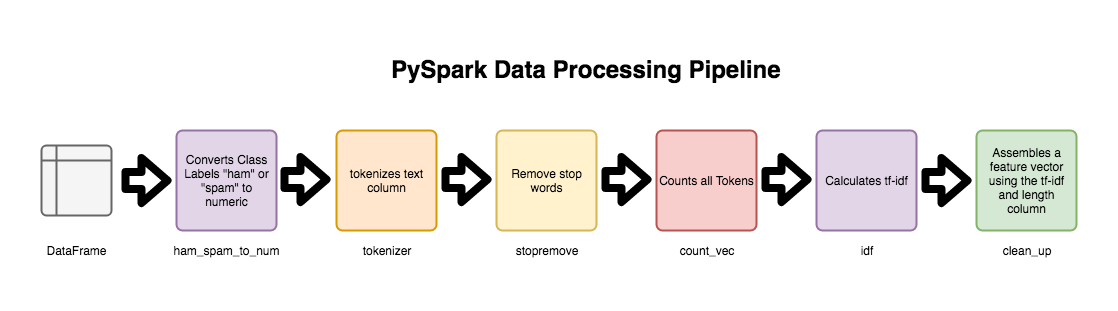 PySpark Data Processing Pipeline
Converts Class
Labels "ham" or
"spam" to
numeric
tokenizes text
column
Remove stop
words
Counts all Tokens
Calculates tf-idf
Assembles a
feature vector
using the tf-idf
and length
column
DataFrame
ham_spam_to_num
tokenizer
stopremove
count_vec
idf
clean_up